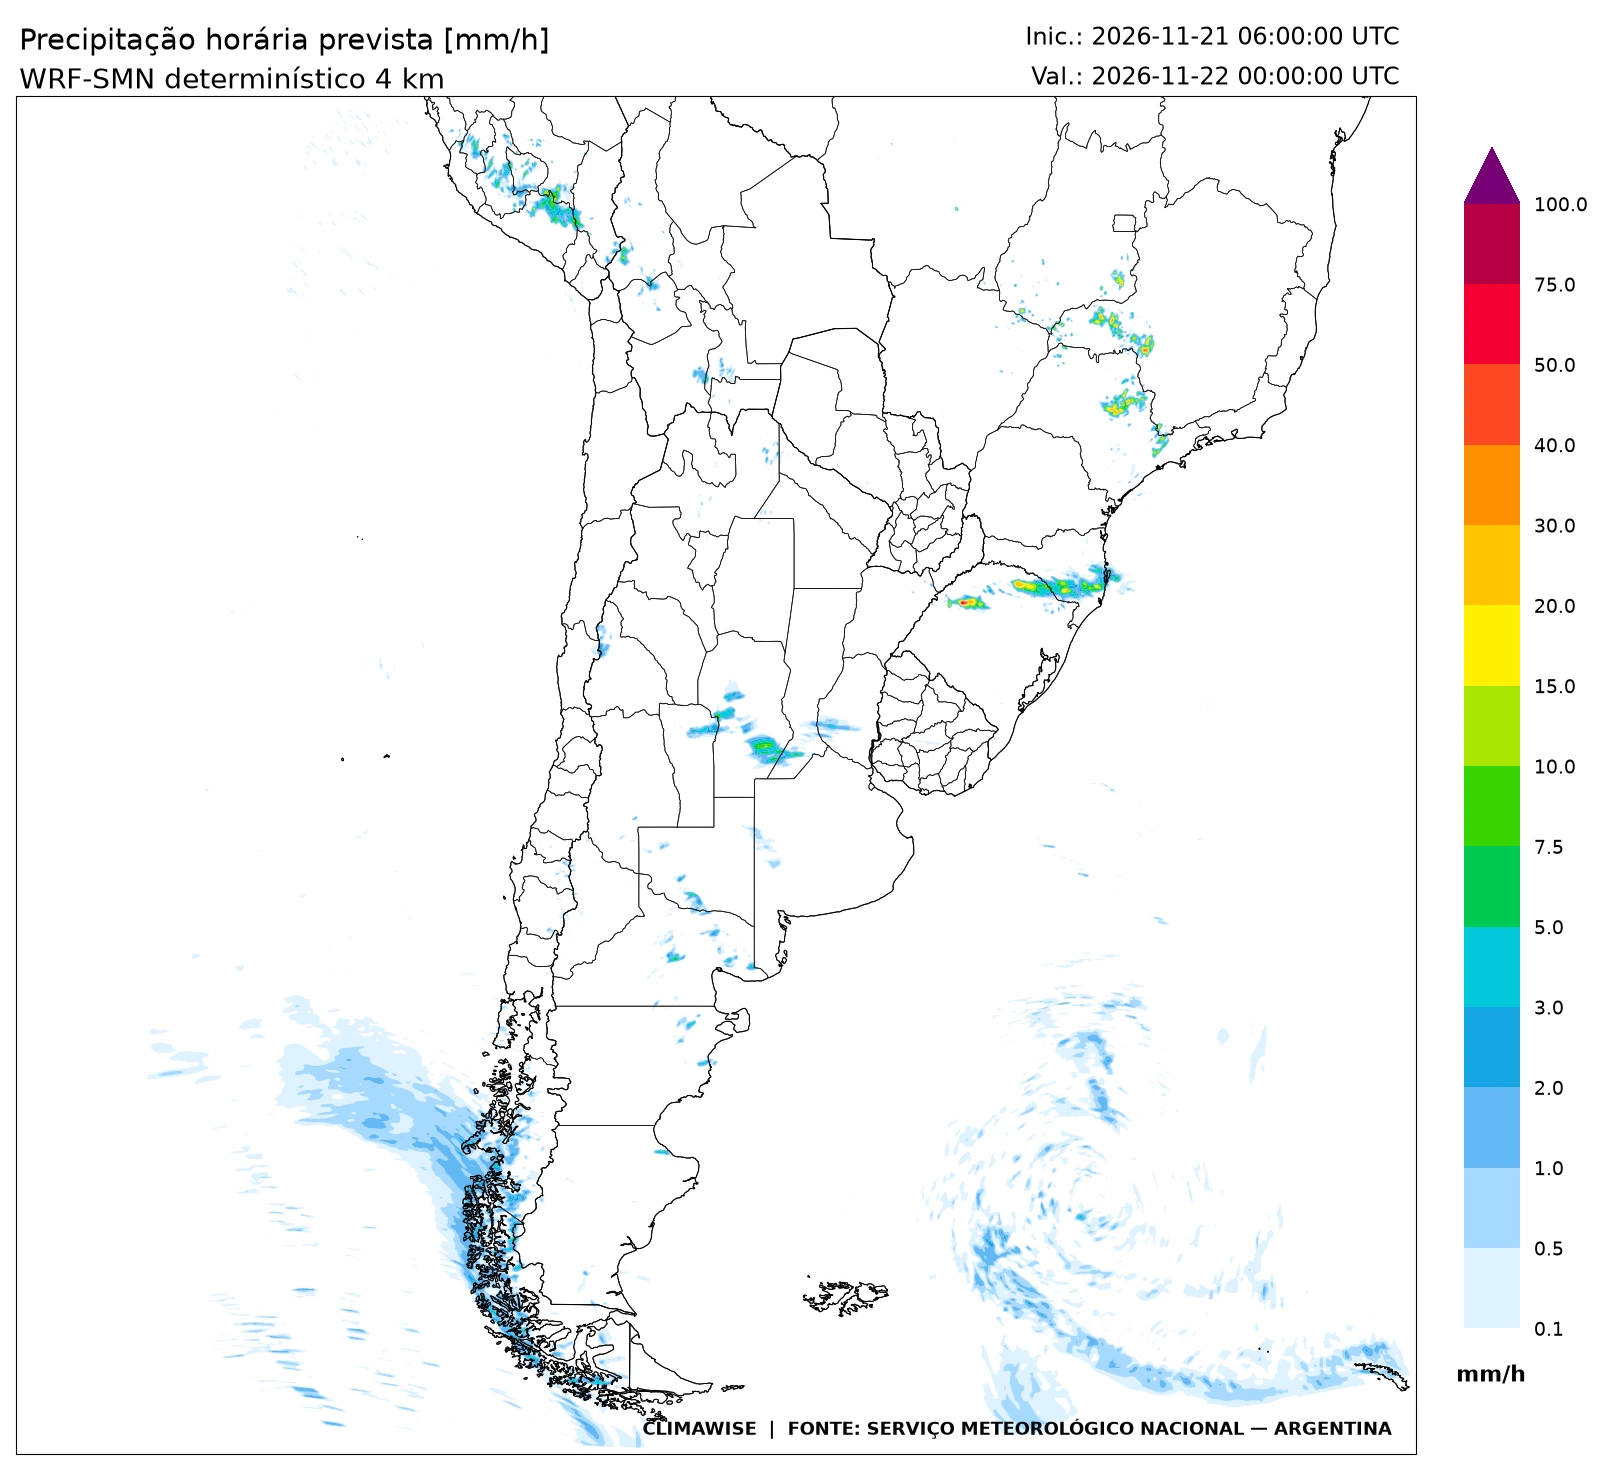 Precipitação horária prevista [mm/h]
WRF-SMN determinístico 4 km
Inic.: 2026-11-21 06:00:00 UTC
Val.: 2026-11-22 00:00:00 UTC
100.0
75.0
50.0
40.0
30.0
20.0
15.0
10.0
7.5
5.0
3.0
2.0
1.0
0.5
0.1
mm/h
CLIMAWISE | FONTE: SERVIÇO METEOROLÓGICO NACIONAL — ARGENTINA